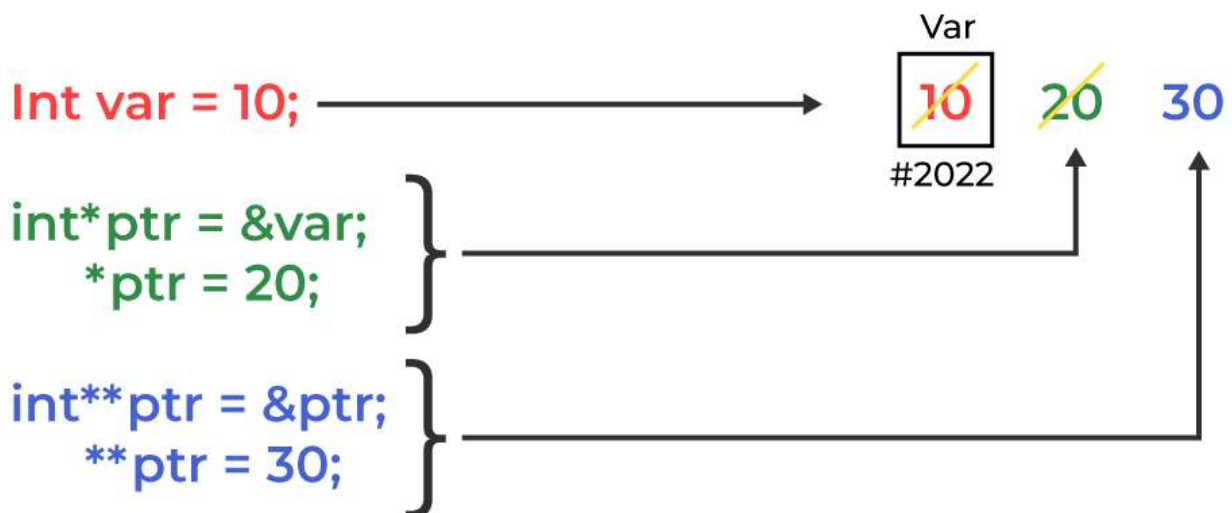 Var
Int var = 10;
10 20 30
#2022
int*ptr = &var;
*ptr = 20;
int**ptr = &ptr;
**ptr = 30;